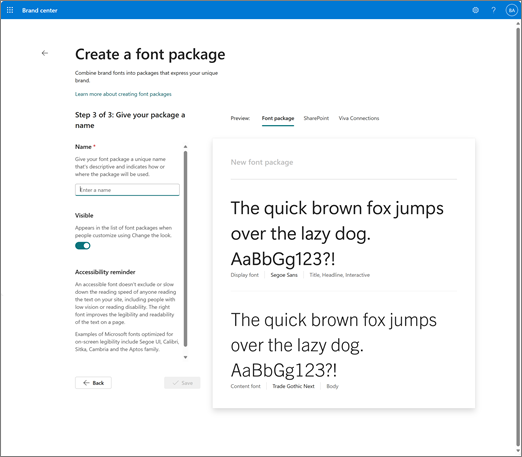 Brand center
?
BA
Create a font package
Combine brand fonts into packages that express your unique
brand.
Learn more about creating font packages
Step 3 of 3: Give your package a
name
Name *
Give your font package a unique name
that's descriptive and indicates how or
where the package will be used.
Enter a name
Visible
Appears in the list of font packages when
people customize using Change the look.
Accessibility reminder
An accessible font doesn't exclude or slow
down the reading speed of anyone reading
the text on your site, including people with
low vision or reading disability. The right
font improves the legibility and readability
of the text on a page.
Examples of Microsoft fonts optimized for
on-screen legibility include Segoe UI, Calibri,
Sitka, Cambria and the Aptos family.
Back
Save
Preview: Font package SharePoint Viva Connections
New font package
The quick brown fox jumps
over the lazy dog.
AaBbGg123?!
Display font Segoe Sans Title, Headline, Interactive
The quick brown fox jumps
over the lazy dog.
AaBbGg123?!
Content font Trade Gothic Next Body